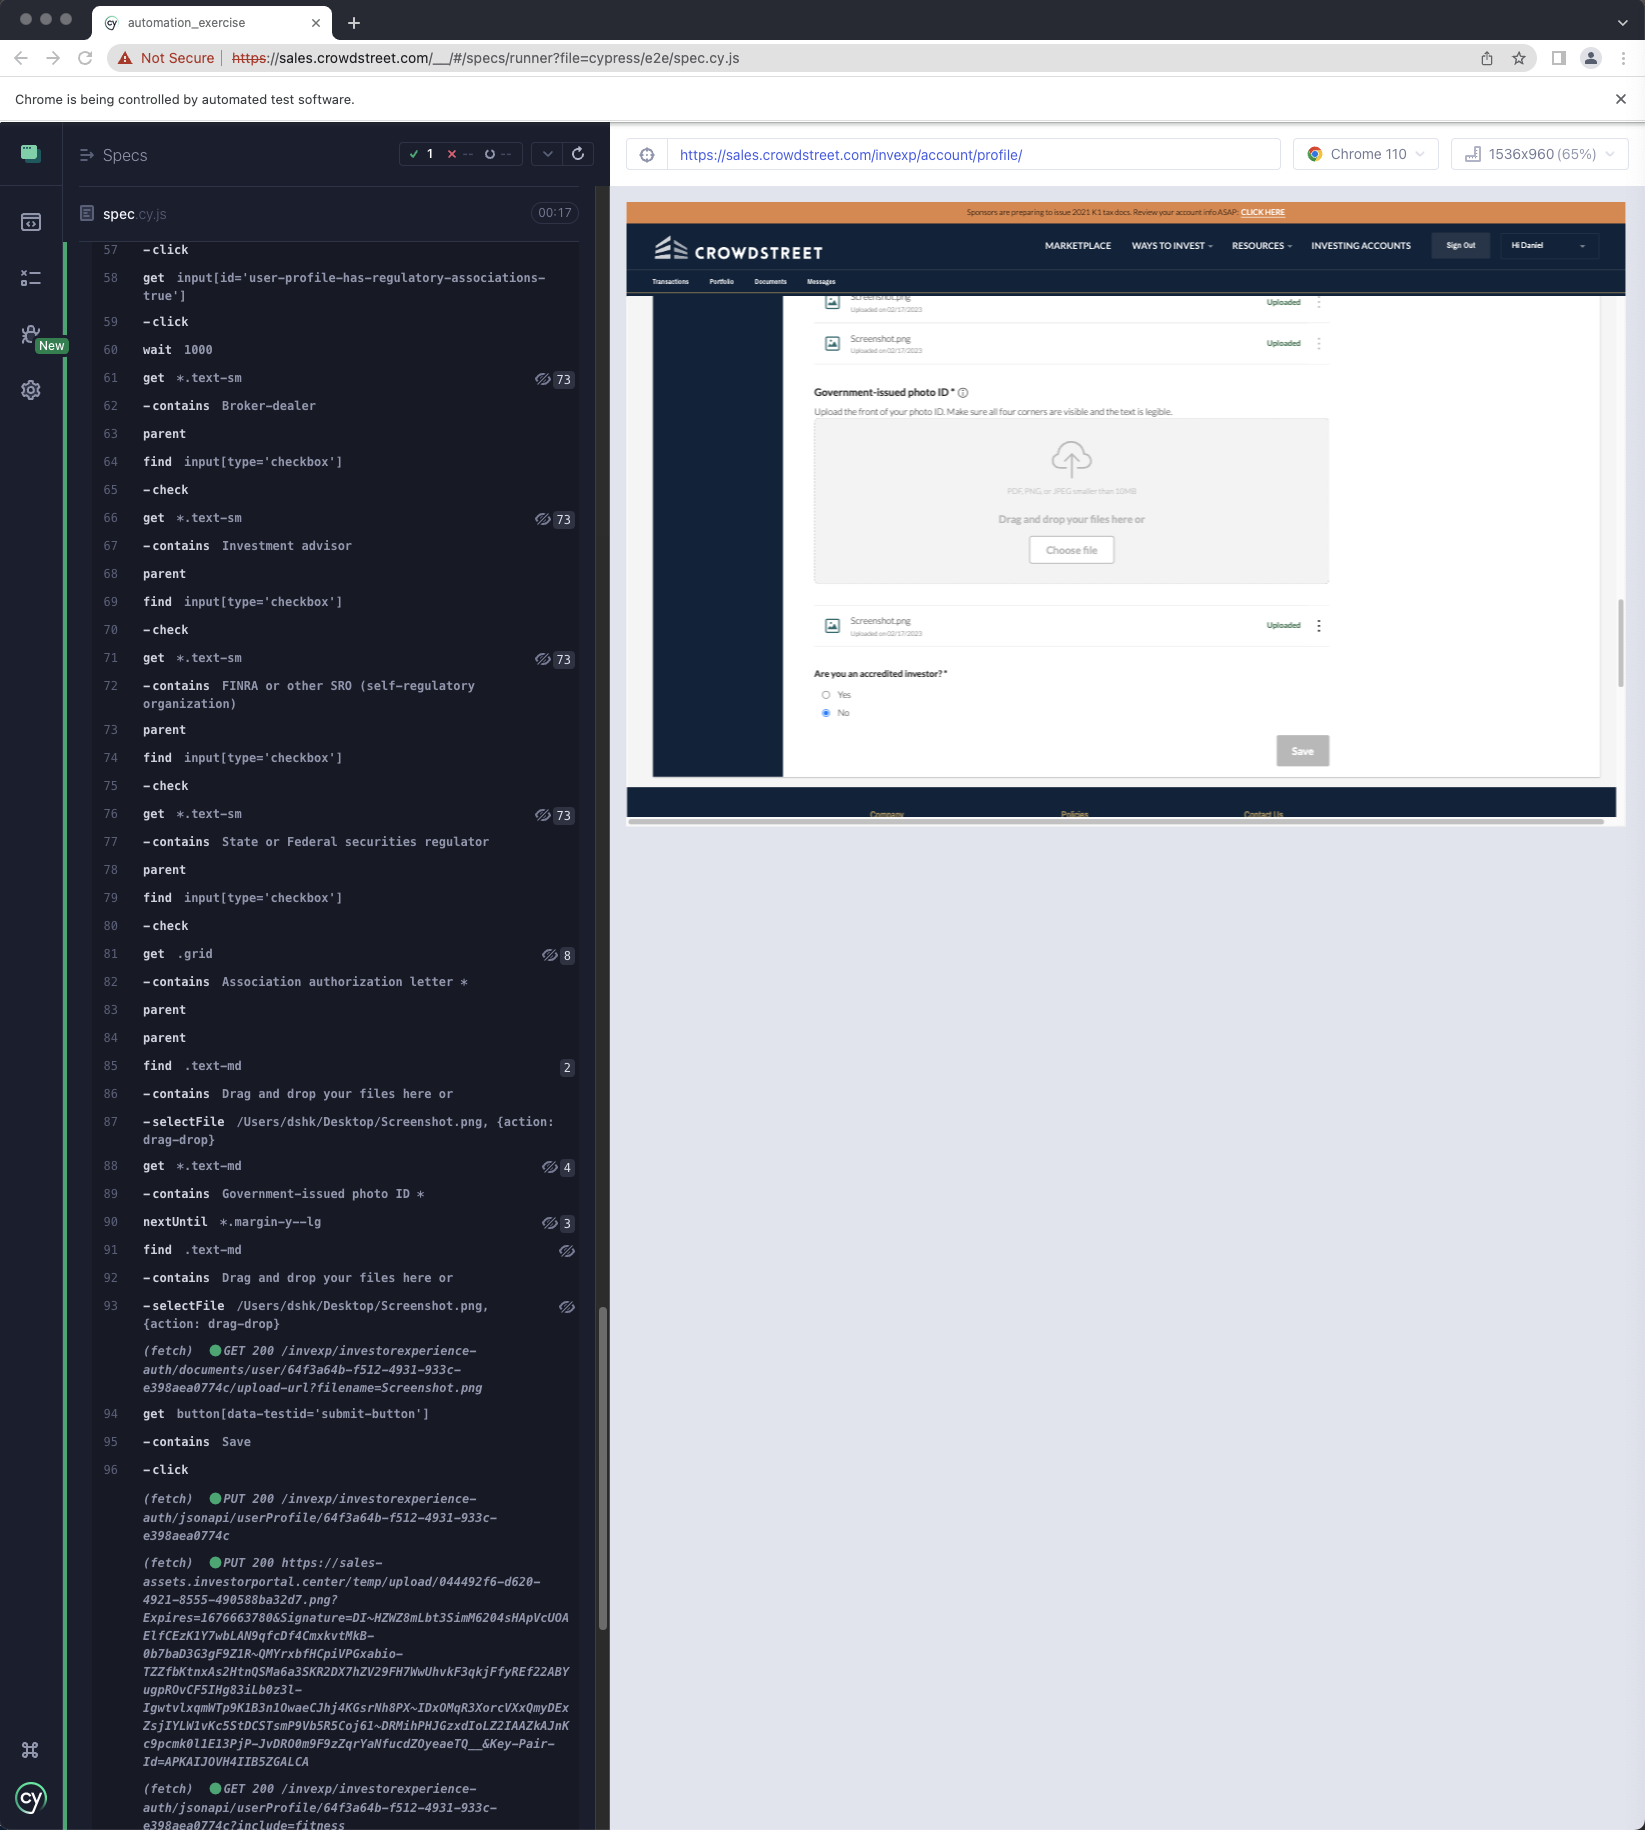 automation_exercise
Not Secure https://sales.crowdstreet.com/__/#/specs/runner?file=cypress/e2e/spec.cy.js
Chrome is being controlled by automated test software.
Specs
1 -- --
spec.cy.js 00:17
New
57 -click
58 get input[id='user-profile-has-regulatory-associations-
true']
59 -click
60 wait 1000
61 get *.text-sm 73
62 -contains Broker-dealer
63 parent
64 find input[type='checkbox']
65 -check
66 get *.text-sm 73
67 -contains Investment advisor
68 parent
69 find input[type='checkbox']
70 -check
71 get *.text-sm 73
72 -contains FINRA or other SRO (self-regulatory
organization)
73 parent
74 find input[type='checkbox']
75 -check
76 get *.text-sm 73
77 -contains State or Federal securities regulator
78 parent
79 find input[type='checkbox']
80 -check
81 get .grid 8
82 -contains Association authorization letter *
83 parent
84 parent
85 find .text-md 2
86 -contains Drag and drop your files here or
87 -selectFile /Users/dshk/Desktop/Screenshot.png, {action:
drag-drop}
88 get *.text-md 4
89 -contains Government-issued photo ID *
90 nextUntil *.margin-y--lg 3
91 find .text-md
92 -contains Drag and drop your files here or
93 -selectFile /Users/dshk/Desktop/Screenshot.png,
{action: drag-drop}
(fetch) GET 200 /invexp/investorexperience-
auth/documents/user/64f3a64b-f512-4931-933c-
e398aea0774c/upload-url?filename=Screenshot.png
94 get button[data-testid='submit-button']
95 -contains Save
96 -click
(fetch) PUT 200 /invexp/investorexperience-
auth/jsonapi/userProfile/64f3a64b-f512-4931-933c-
e398aea0774c
(fetch) PUT 200 https://sales-
assets.investorportal.center/temp/upload/044492f6-d620-
4921-8555-490588ba32d7.png?
Expires=1676663780&Signature=DI~HZWZ8mLbt3SimM6204sHApVcUOA
ElfCEzK1Y7wbLAN9qfcDf4CmxkvtMkB-
0b7baD3G3gF9Z1R~QMYrxbfHCpiVPGxabio-
TZZfbKtnxAs2HtnQSMa6a3SKR2DX7hZV29FH7WwUhvkF3qkjFfyREf22ABY
ugpROvCF5IHg83iLb0z3l-
IgwtvlxqmWTp9K1B3n1OwaeCJhj4KGsrNh8PX~IDxOMqR3XorcVXxQmyDEx
ZsjIYLW1vKc5StDCSTsmP9Vb5R5Coj61~DRMihPHJGzxdIoLZ2IAAZkAJnK
c9pcmk0l1E13PjP-JvDRO0m9F9zZqrYaNfucdZOyeaeTQ__&Key-Pair-
Id=APKAIJOVH4IIB5ZGALCA
(fetch) GET 200 /invexp/investorexperience-
auth/jsonapi/userProfile/64f3a64b-f512-4931-933c-
e398aea0774c?include=fitness
cy
https://sales.crowdstreet.com/invexp/account/profile/
Chrome 110
1536x960 (65%)
Sponsors are preparing to issue 2021 K1 tax docs. Review your account info ASAP: CLICK HERE
CROWDSTREET
MARKETPLACE WAYS TO INVEST RESOURCES INVESTING ACCOUNTS Sign Out Hi Daniel
Transactions Portfolio Documents Messages
Screenshot.png Uploaded
Uploaded on 02/17/2023
Screenshot.png Uploaded
Uploaded on 02/17/2023
Government-issued photo ID *
Upload the front of your photo ID. Make sure all four corners are visible and the text is legible.
PDF, PNG, or JPEG smaller than 10MB
Drag and drop your files here or
Choose file
Screenshot.png Uploaded
Uploaded on 02/17/2023
Are you an accredited investor? *
Yes
No
Save
Company Policies Contact Us